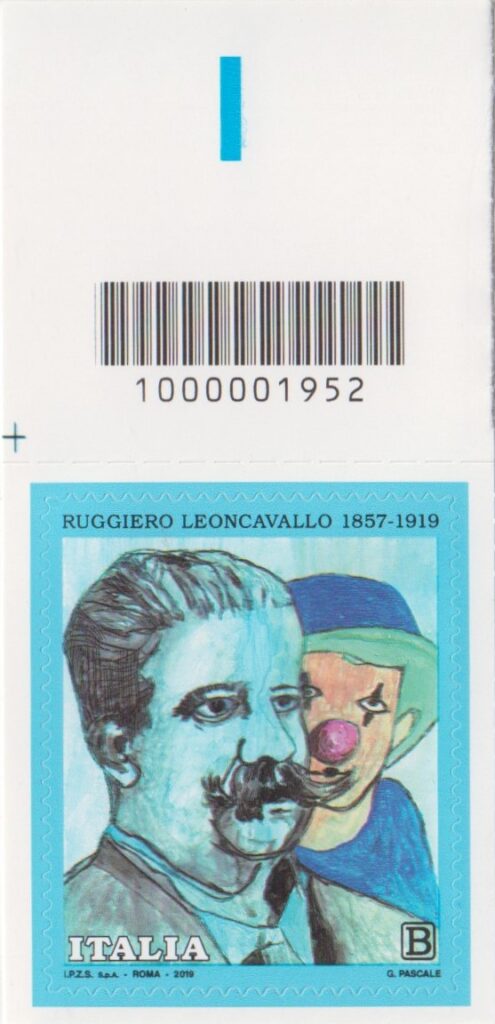 1000001952
RUGGIERO LEONCAVALLO 1857-1919
ITALIA B
I.P.Z.S. S.p.A. - ROMA - 2019 G. PASCALE